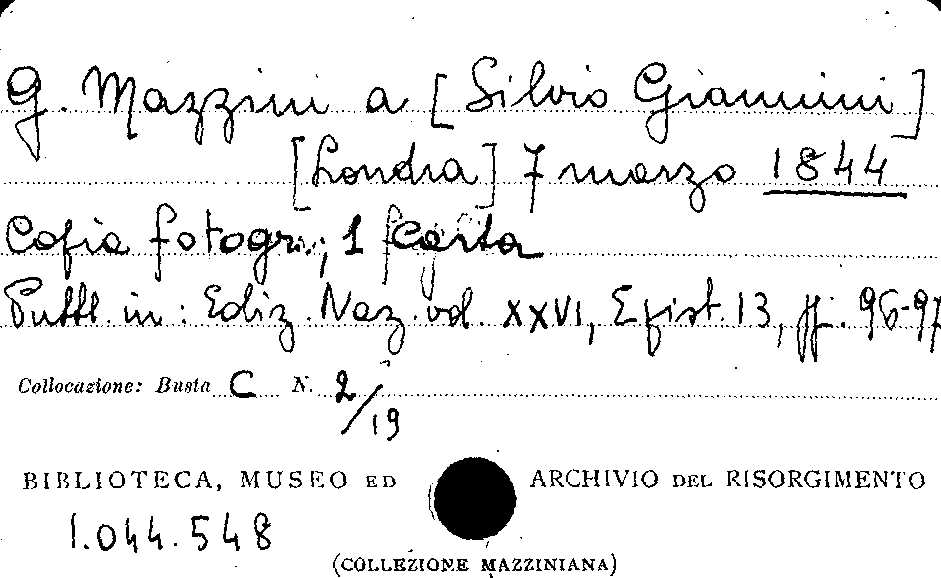 G. Mazzini a [Silvio Giannini]
[Londra] 7 marzo 1844
Copia fotogr., 1 carta
Pubbl. in: Ediz. Naz. vol. XXVI, Epist. 13, pp. 96-97
Collocazione: Busta C N. 2/19
BIBLIOTECA, MUSEO ED ARCHIVIO DEL RISORGIMENTO
1.044.548
(COLLEZIONE MAZZINIANA)